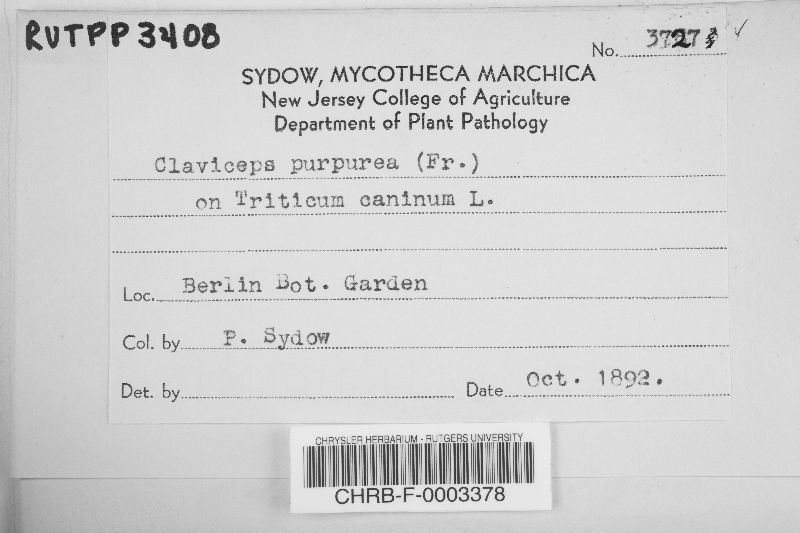 RUTPP 3408
No. 3727
SYDOW, MYCOTHECA MARCHICA
New Jersey College of Agriculture
Department of Plant Pathology
Claviceps purpurea (Fr.)
on Triticum caninum L.
Loc. Berlin Bot. Garden
Col. by P. Sydow
Det. by
Date Oct. 1892.
CHRYSLER HERBARIUM - RUTGERS UNIVERSITY
CHRB-F-0003378